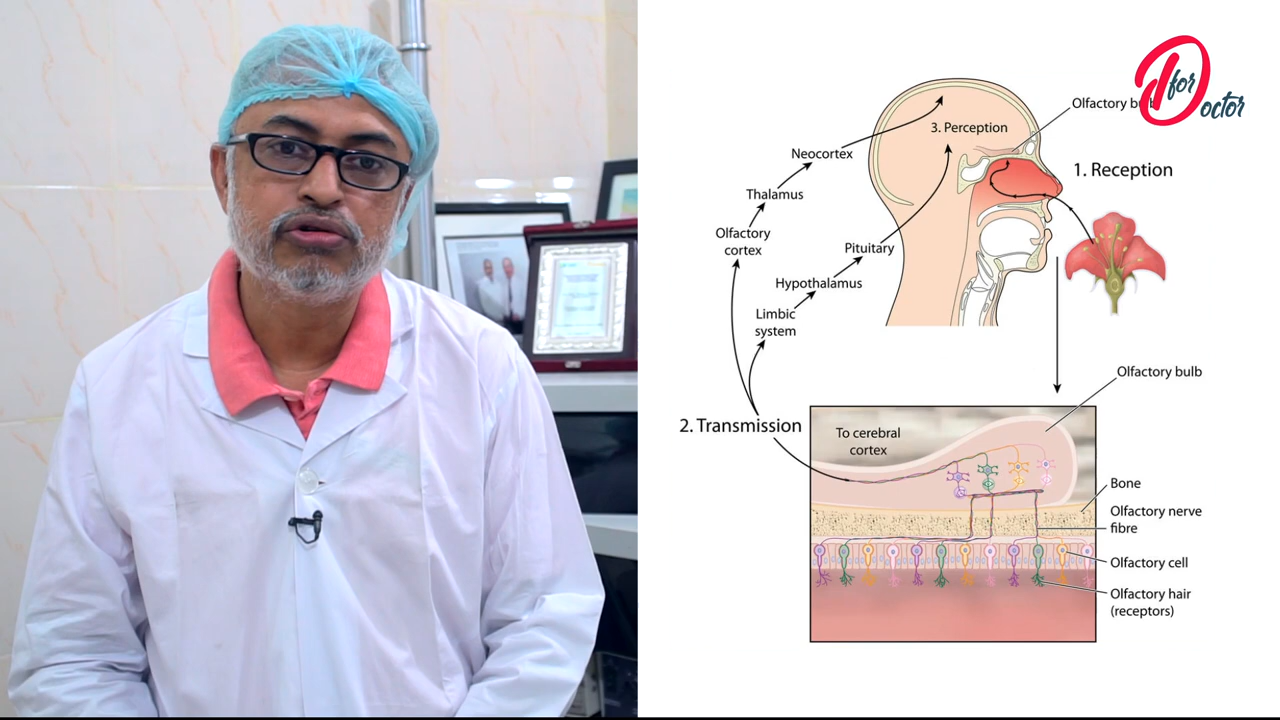 D for
Doctor
Olfactory bulb
3. Perception
Neocortex
1. Reception
Thalamus
Olfactory
cortex
Pituitary
Hypothalamus
Limbic
system
Olfactory bulb
2. Transmission
To cerebral
cortex
Bone
Olfactory nerve
fibre
Olfactory cell
Olfactory hair
(receptors)